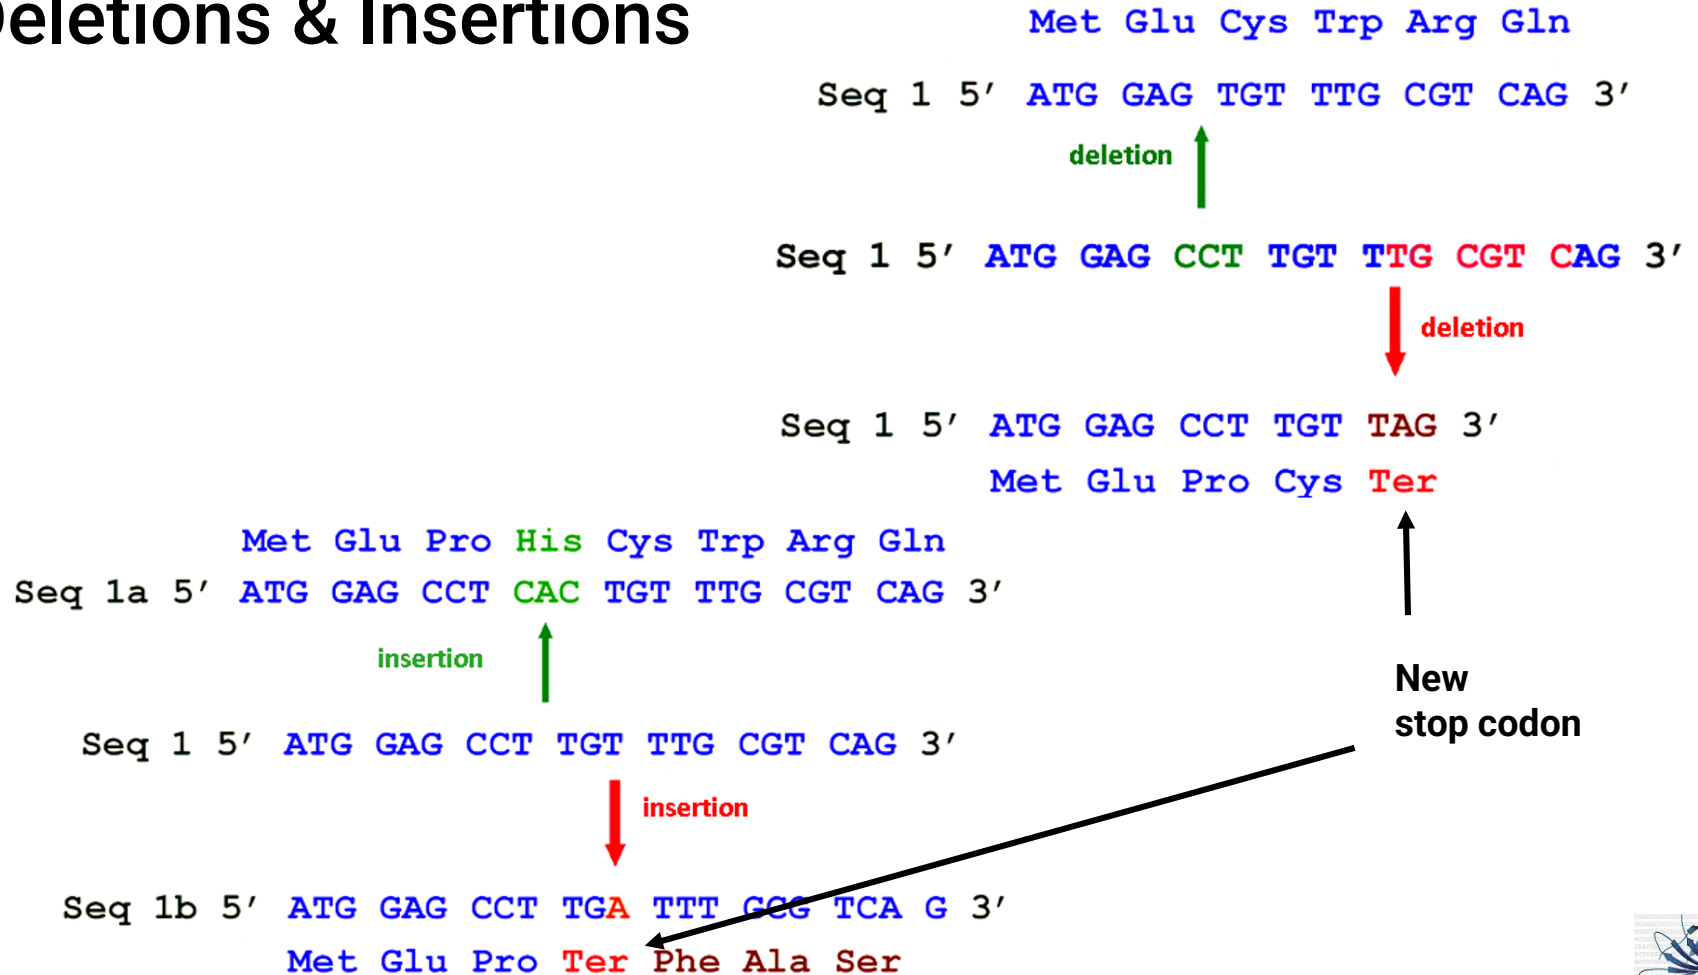 eletions & Insertions
Met Glu Cys Trp Arg Gln
Seq 1 5′ ATG GAG TGT TTG CGT CAG 3′
deletion
Seq 1 5′ ATG GAG CCT TGT TTG CGT CAG 3′
deletion
Seq 1 5′ ATG GAG CCT TGT TAG 3′
Met Glu Pro Cys Ter
Met Glu Pro His Cys Trp Arg Gln
Seq 1a 5′ ATG GAG CCT CAC TGT TTG CGT CAG 3′
insertion
New
stop codon
Seq 1 5′ ATG GAG CCT TGT TTG CGT CAG 3′
insertion
Seq 1b 5′ ATG GAG CCT TGA TTT GCG TCA G 3′
Met Glu Pro Ter Phe Ala Ser